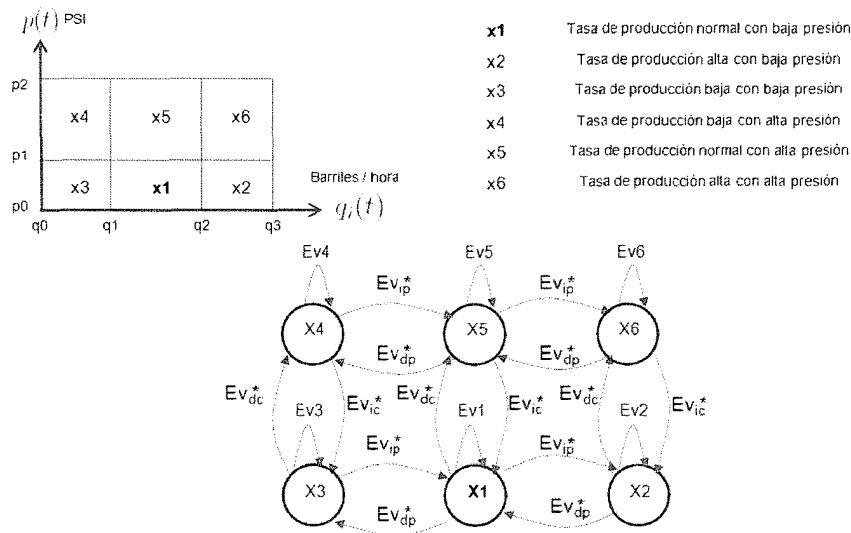 p(t) PSI
p2
p1
p0
x4 x5 x6
x3 x1 x2
q0 q1 q2 q3
Barriles / hora
q_i(t)
x1 Tasa de producción normal con baja presión
x2 Tasa de producción alta con baja presión
x3 Tasa de producción baja con baja presión
x4 Tasa de producción baja con alta presión
x5 Tasa de producción normal con alta presión
x6 Tasa de producción alta con alta presión
Ev4 Ev5 Ev6
Ev*ip Ev*ip
X4 X5 X6
Ev*dp Ev*dp
Ev*dc Ev3 Ev*ic Ev*dc Ev1 Ev*ic Ev*dc Ev2 Ev*ic
Ev*ip Ev*ip
X3 X1 X2
Ev*dp Ev*dp